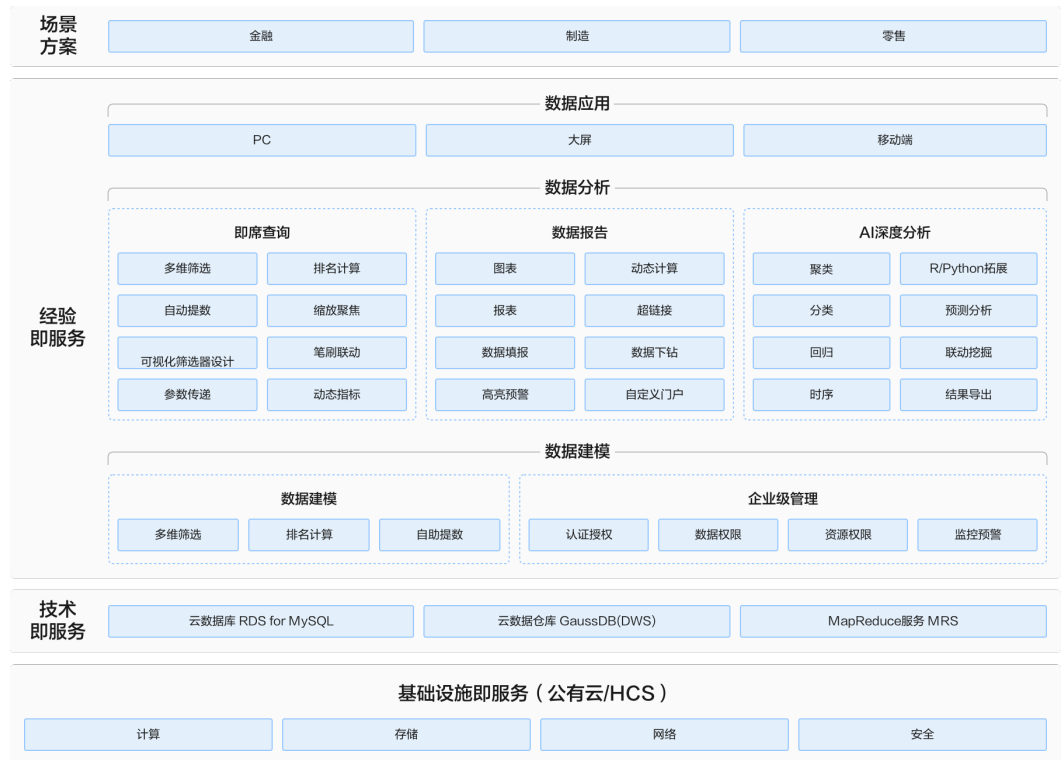 场景
方案
金融 制造 零售
数据应用
PC 大屏 移动端
数据分析
即席查询 数据报告 AI深度分析
多维筛选 排名计算 图表 动态计算 聚类 R/Python拓展
自动提数 缩放聚焦 报表 超链接 分类 预测分析
经验
即服务
可视化筛选器设计 笔刷联动 数据填报 数据下钻 回归 联动挖掘
参数传递 动态指标 高亮预警 自定义门户 时序 结果导出
数据建模
数据建模 企业级管理
多维筛选 排名计算 自助提数 认证授权 数据权限 资源权限 监控预警
技术
即服务
云数据库 RDS for MySQL 云数据仓库 GaussDB(DWS) MapReduce服务 MRS
基础设施即服务（公有云/HCS）
计算 存储 网络 安全